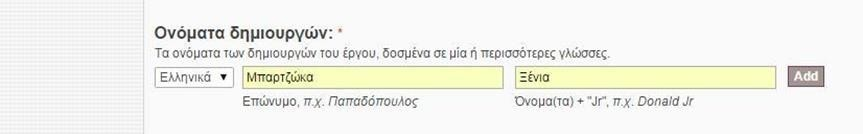 Ονόματα δημιουργών: *
Τα ονόματα των δημιουργών του έργου, δοσμένα σε μία ή περισσότερες γλώσσες.
Ελληνικά ▼ Μπαρτζώκα Ξένια Add
Επώνυμο, π.χ. Παπαδόπουλος Όνομα(τα) + "Jr", π.χ. Donald Jr